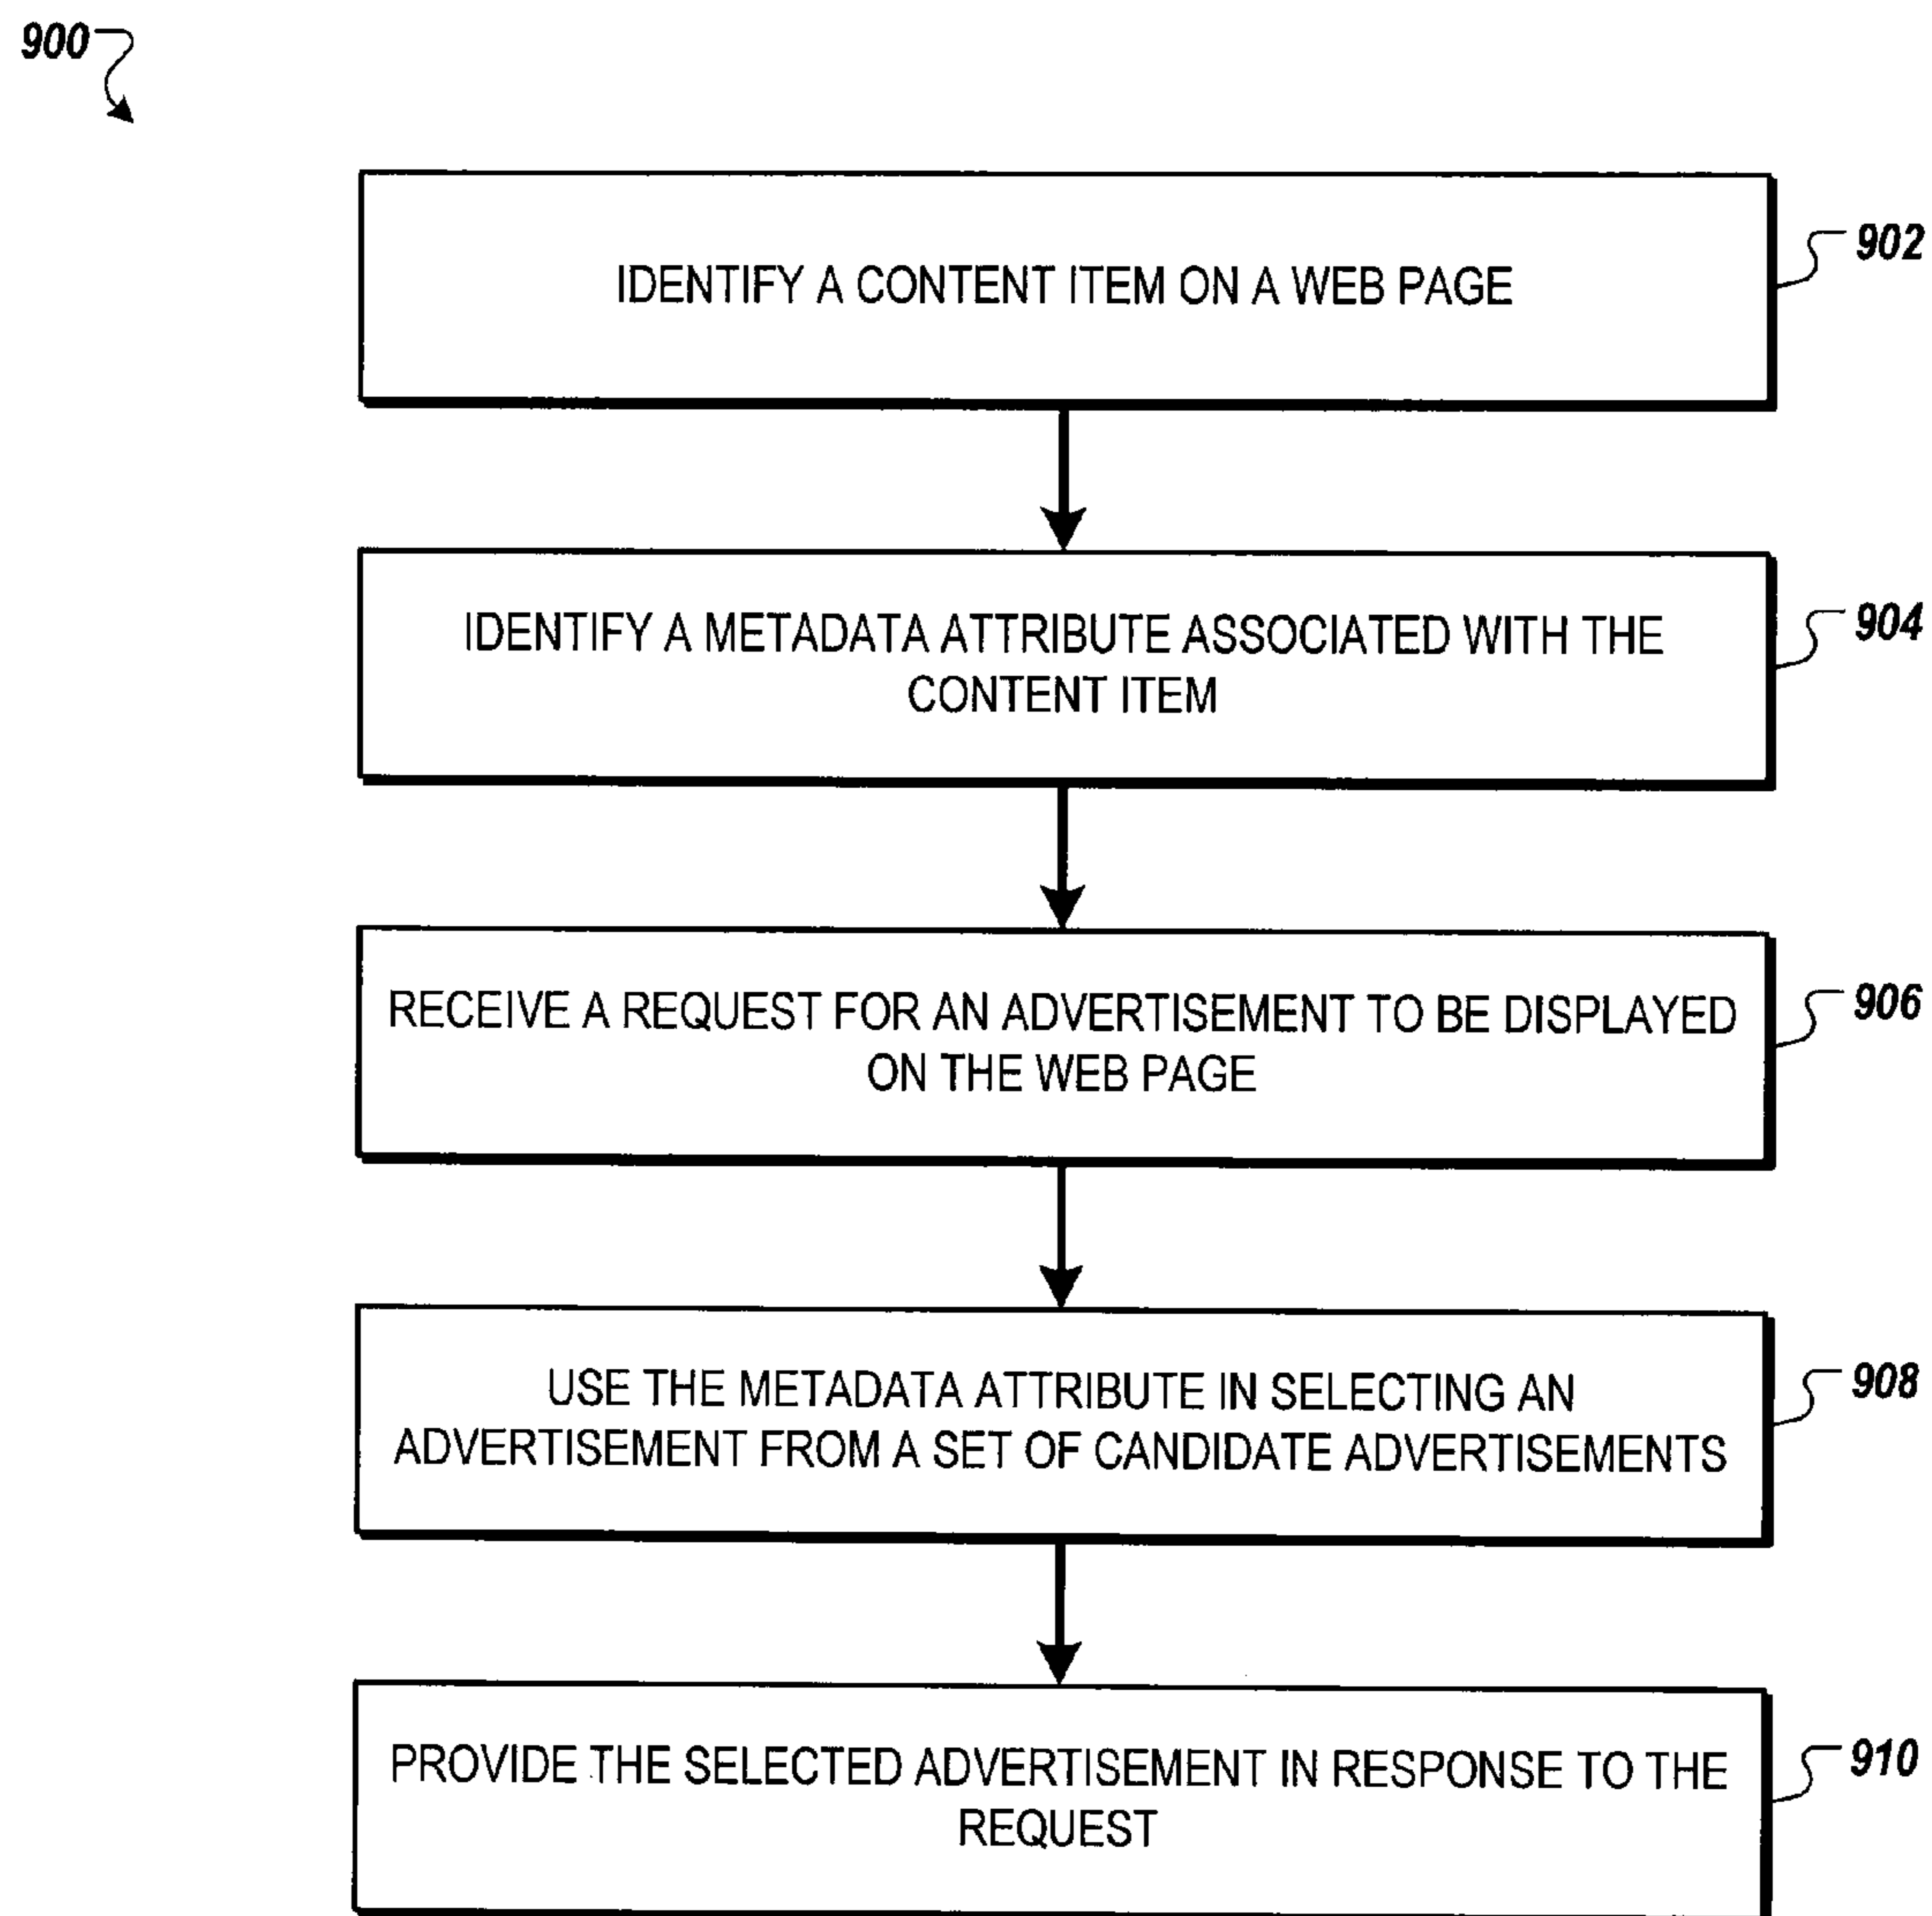 900
IDENTIFY A CONTENT ITEM ON A WEB PAGE
902
IDENTIFY A METADATA ATTRIBUTE ASSOCIATED WITH THE
CONTENT ITEM
904
RECEIVE A REQUEST FOR AN ADVERTISEMENT TO BE DISPLAYED
ON THE WEB PAGE
906
USE THE METADATA ATTRIBUTE IN SELECTING AN
ADVERTISEMENT FROM A SET OF CANDIDATE ADVERTISEMENTS
908
PROVIDE THE SELECTED ADVERTISEMENT IN RESPONSE TO THE
REQUEST
910